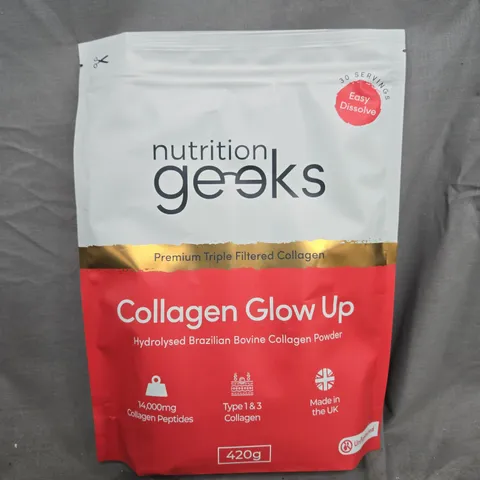 30 SERVINGS
Easy
Dissolve
nutrition
geeks
Premium Triple Filtered Collagen
Collagen Glow Up
Hydrolysed Brazilian Bovine Collagen Powder
14,000mg
Collagen Peptides
Type 1 & 3
Collagen
Made in
the UK
420g